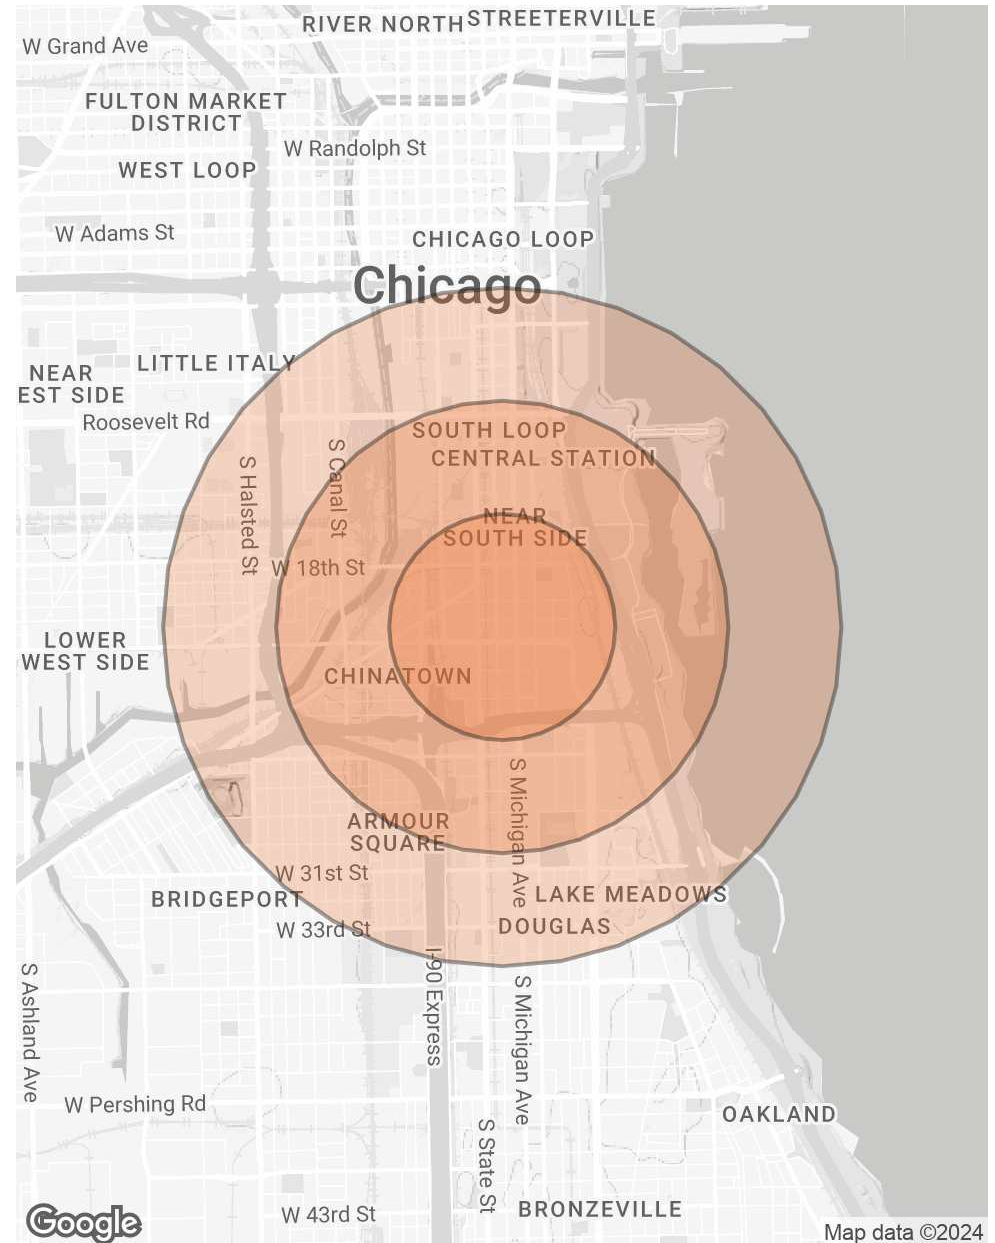 RIVER NORTH
STREETERVILLE
W Grand Ave
FULTON MARKET
DISTRICT
W Randolph St
WEST LOOP
W Adams St
CHICAGO LOOP
Chicago
LITTLE ITALY
NEAR
EST SIDE
Roosevelt Rd
SOUTH LOOP
CENTRAL STATION
S Halsted St
S Canal St
NEAR
SOUTH SIDE
W 18th St
LOWER
WEST SIDE
CHINATOWN
S Michigan Ave
ARMOUR
SQUARE
W 31st St
BRIDGEPORT
LAKE MEADOWS
W 33rd St
DOUGLAS
S Ashland Ave
I-90 Express
S Michigan Ave
W Pershing Rd
OAKLAND
S State St
W 43rd St
BRONZEVILLE
Google
Map data ©2024